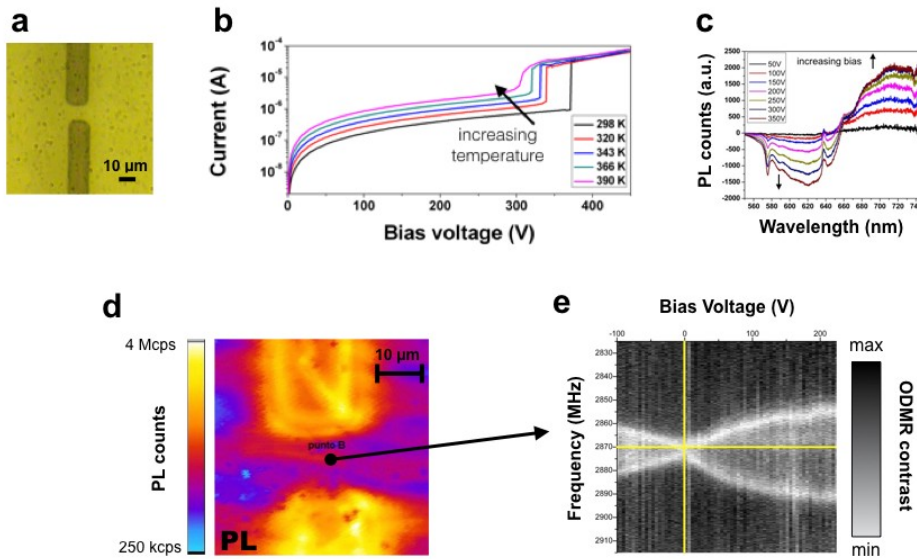 a
10 µm
b
Current (A)
10⁻⁴
10⁻⁵
10⁻⁶
10⁻⁷
10⁻⁸
increasing
temperature
298 K
320 K
343 K
366 K
390 K
0 100 200 300 400
Bias voltage (V)
c
PL counts (a.u.)
2500
2000
1500
1000
500
0
-500
-1000
-1500
-2000
50V
100V
150V
200V
250V
300V
350V
increasing bias
560 580 600 620 640 660 680 700 720
Wavelength (nm)
d
4 Mcps
PL counts
250 kcps
10 µm
punto B
PL
e
Bias Voltage (V)
-100 0 100 200
Frequency (MHz)
2830
2840
2850
2860
2870
2880
2890
2900
2910
max
ODMR contrast
min